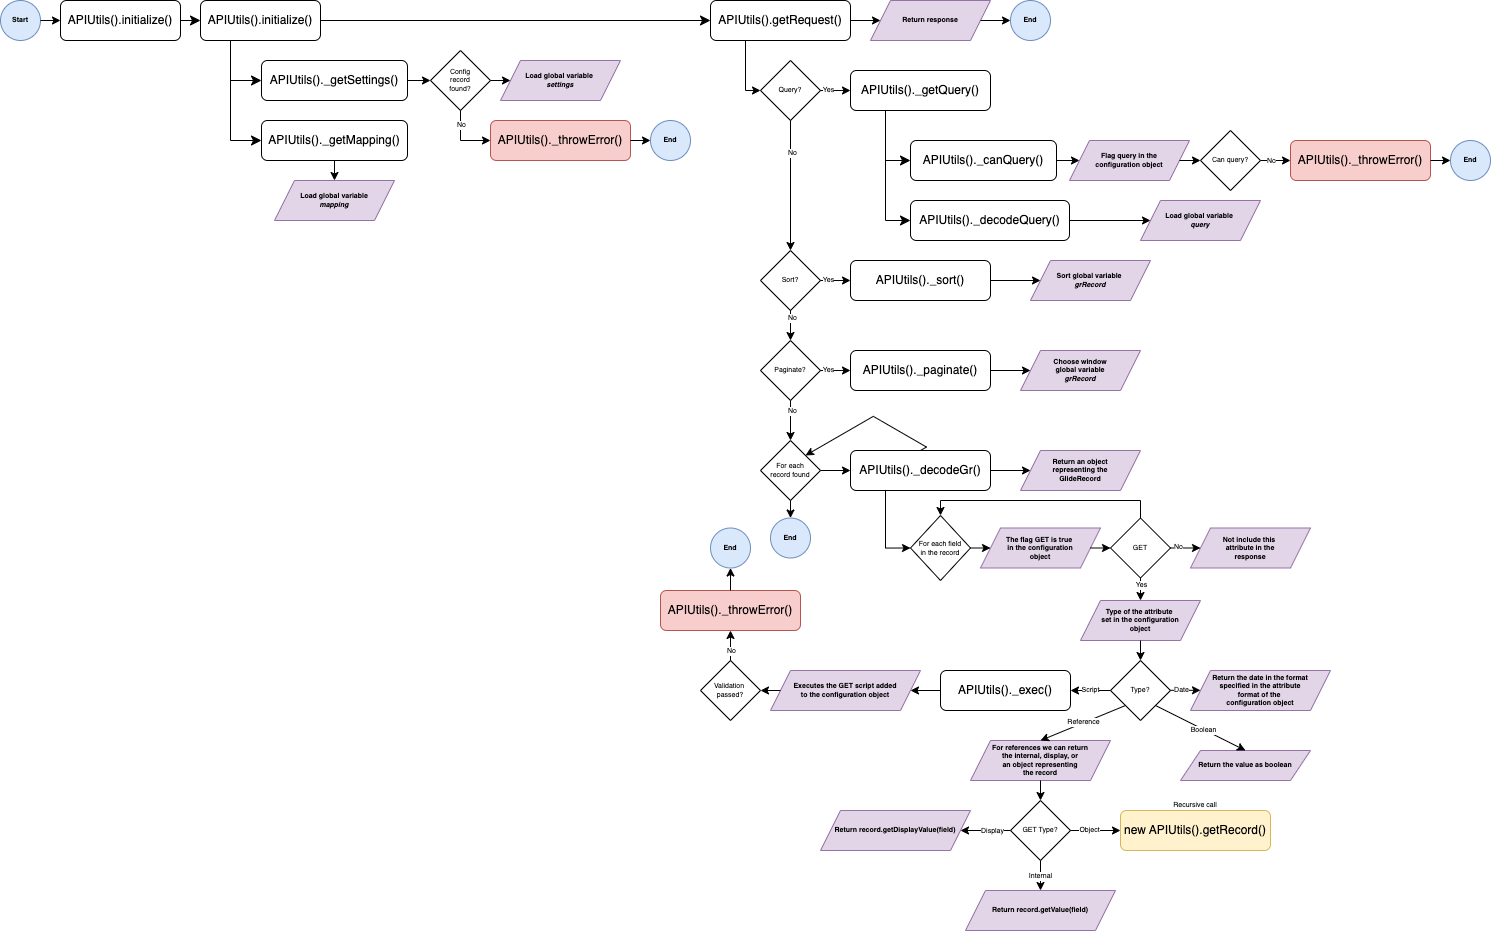 Start
APIUtils().initialize()
APIUtils().initialize()
APIUtils().getRequest()
Return response
End
APIUtils()._getSettings()
Config
record
found?
Load global variable
settings
No
APIUtils()._throwError()
End
APIUtils()._getMapping()
Load global variable
mapping
Query?
Yes
APIUtils()._getQuery()
No
APIUtils()._canQuery()
Flag query in the
configuration object
Can query?
No
APIUtils()._throwError()
End
APIUtils()._decodeQuery()
Load global variable
query
Sort?
Yes
APIUtils()._sort()
Sort global variable
grRecord
No
Paginate?
Yes
APIUtils()._paginate()
Choose window
global variable
grRecord
No
For each
record found
APIUtils()._decodeGr()
Return an object
representing the
GlideRecord
End
For each field
in the record
The flag GET is true
in the configuration
object
GET
No
Not include this
attribute in the
response
Yes
Type of the attribute
set in the configuration
object
End
APIUtils()._throwError()
No
Validation
passed?
Executes the GET script added
to the configuration object
APIUtils()._exec()
Script
Type?
Date
Return the date in the format
specified in the attribute
format of the
configuration object
Reference
Boolean
For references we can return
the internal, display, or
an object representing
the record
Return the value as boolean
Recursive call
Return record.getDisplayValue(field)
Display
GET Type?
Object
new APIUtils().getRecord()
Internal
Return record.getValue(field)